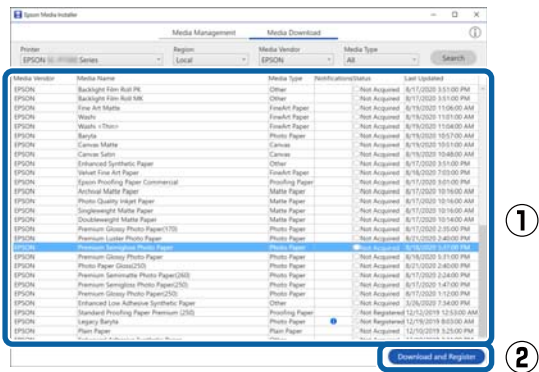 Epson Media Installer
Media Management Media Download
Printer Region Media Vendor Media Type
EPSON Series Local EPSON All Search
Media Vendor Media Name Media Type Notifications Status Last Updated
EPSON Backlight Film Roll PK Other Not Acquired 8/17/2020 3:51:00 PM
EPSON Backlight Film Roll MK Other Not Acquired 8/17/2020 3:51:00 PM
EPSON Fine Art Matte FineArt Paper Not Acquired 8/19/2020 11:06:00 AM
EPSON Washi FineArt Paper Not Acquired 8/19/2020 11:01:00 AM
EPSON Washi <Thin> FineArt Paper Not Acquired 8/19/2020 11:04:00 AM
EPSON Baryta Photo Paper Not Acquired 8/19/2020 10:57:00 AM
EPSON Canvas Matte Canvas Not Acquired 8/19/2020 10:51:00 AM
EPSON Canvas Satin Canvas Not Acquired 8/19/2020 10:48:00 AM
EPSON Enhanced Synthetic Paper Other Not Acquired 8/17/2020 3:51:00 PM
EPSON Velvet Fine Art Paper FineArt Paper Not Acquired 8/18/2020 7:03:00 PM
EPSON Epson Proofing Paper Commercial Proofing Paper Not Acquired 8/17/2020 3:01:00 PM
EPSON Archival Matte Paper Matte Paper Not Acquired 8/17/2020 10:16:00 AM
EPSON Photo Quality Inkjet Paper Matte Paper Not Acquired 8/17/2020 10:16:00 AM
EPSON Singleweight Matte Paper Matte Paper Not Acquired 8/17/2020 10:16:00 AM
EPSON Doubleweight Matte Paper Matte Paper Not Acquired 8/17/2020 10:14:00 AM
EPSON Premium Glossy Photo Paper(170) Photo Paper Not Acquired 8/17/2020 2:35:00 PM
EPSON Premium Luster Photo Paper Photo Paper Not Acquired 8/21/2020 2:40:00 PM
EPSON Premium Semigloss Photo Paper Photo Paper Not Acquired
EPSON Premium Glossy Photo Paper Photo Paper Not Acquired 8/18/2020 5:31:00 PM
EPSON Photo Paper Gloss(250) Photo Paper Not Acquired 8/21/2020 2:40:00 PM
EPSON Premium Semimatte Photo Paper(260) Photo Paper Not Acquired 8/17/2020 2:24:00 PM
EPSON Premium Semigloss Photo Paper(250) Photo Paper Not Acquired 8/17/2020 1:47:00 PM
EPSON Premium Glossy Photo Paper(250) Photo Paper Not Acquired 8/17/2020 1:12:00 PM
EPSON Enhanced Low Adhesive Synthetic Paper Other Not Acquired 3/26/2020 7:34:00 PM
EPSON Standard Proofing Paper Premium (250) Proofing Paper Not Registered 12/12/2019 12:53:00 AM
EPSON Legacy Baryta Photo Paper Not Registered 12/19/2019 8:03:00 AM
EPSON Plain Paper Plain Paper Not Acquired 12/10/2019 3:25:00 PM
①
Download and Register ②